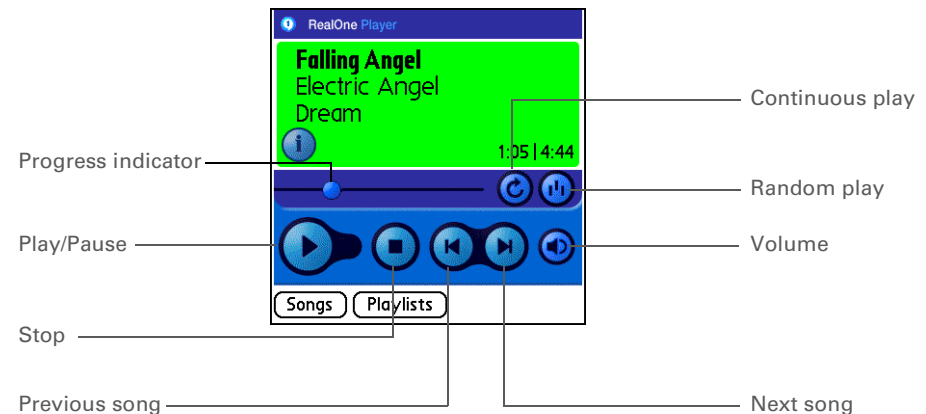 RealOne Player
Falling Angel
Electric Angel
Dream
1:05 | 4:44
Songs
Playlists
Progress indicator
Play/Pause
Stop
Previous song
Continuous play
Random play
Volume
Next song